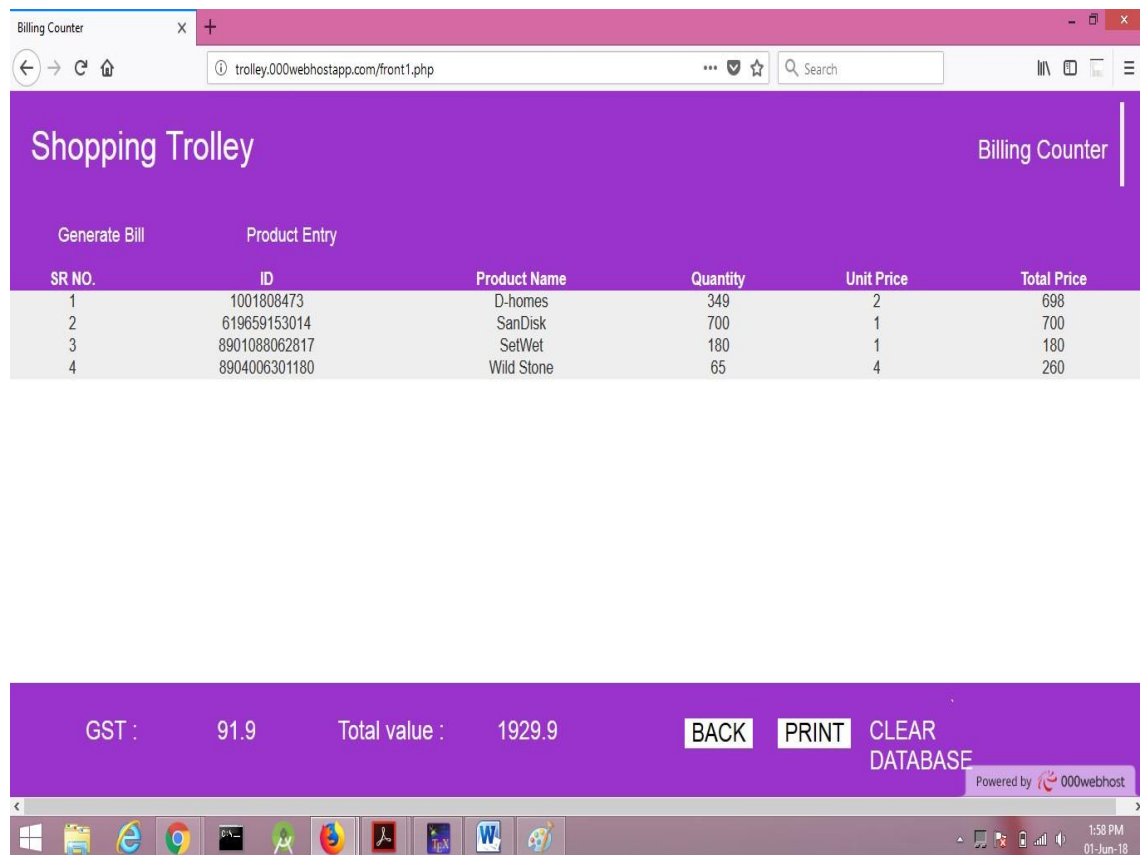 Billing Counter
trolley.000webhostapp.com/front1.php
Search
Shopping Trolley
Billing Counter
Generate Bill Product Entry
SR NO. ID Product Name Quantity Unit Price Total Price
1 1001808473 D-homes 349 2 698
2 619659153014 SanDisk 700 1 700
3 8901088062817 SetWet 180 1 180
4 8904006301180 Wild Stone 65 4 260
GST : 91.9 Total value : 1929.9 BACK PRINT CLEAR
DATABASE
Powered by 000webhost
1:58 PM
01-Jun-18